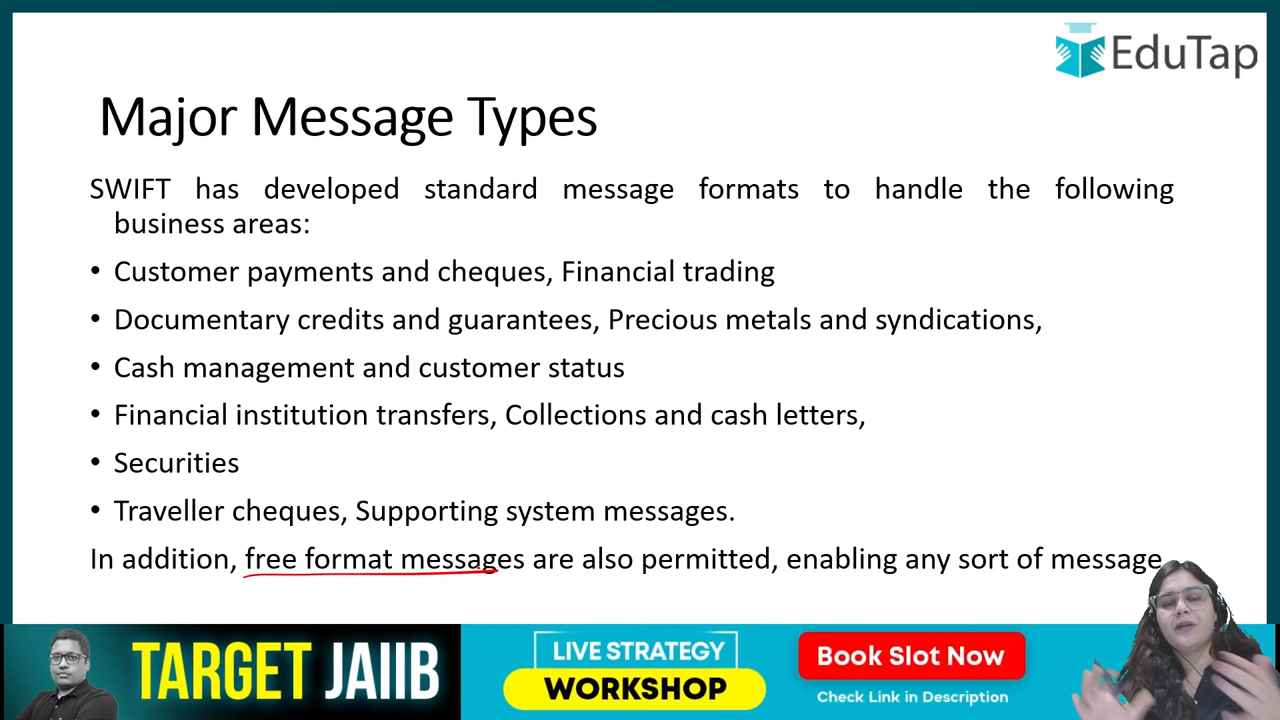 EduTap
Major Message Types
SWIFT has developed standard message formats to handle the following
business areas:
• Customer payments and cheques, Financial trading
• Documentary credits and guarantees, Precious metals and syndications,
• Cash management and customer status
• Financial institution transfers, Collections and cash letters,
• Securities
• Traveller cheques, Supporting system messages.
In addition, free format messages are also permitted, enabling any sort of message
TARGET JAIIB
LIVE STRATEGY
WORKSHOP
Book Slot Now
Check Link in Description